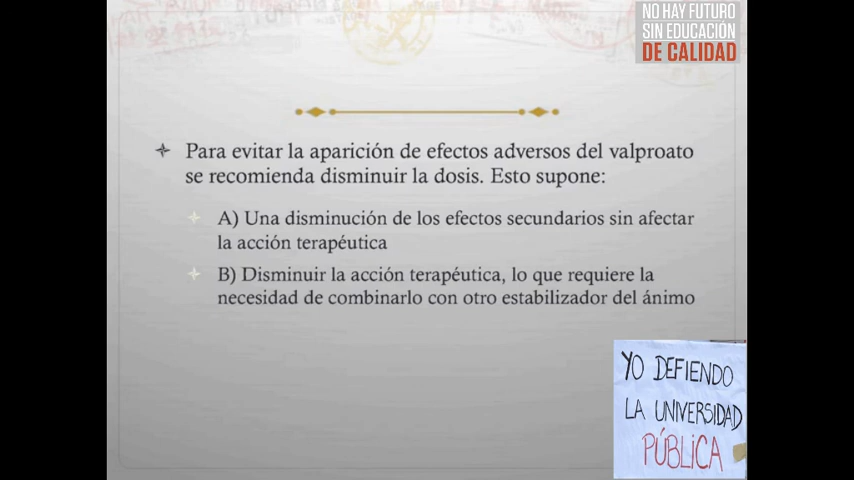 NO HAY FUTURO
SIN EDUCACIÓN
DE CALIDAD
Para evitar la aparición de efectos adversos del valproato
se recomienda disminuir la dosis. Esto supone:
A) Una disminución de los efectos secundarios sin afectar
la acción terapéutica
B) Disminuir la acción terapéutica, lo que requiere la
necesidad de combinarlo con otro estabilizador del ánimo
YO DEFIENDO
LA UNIVERSIDAD
PÚBLICA